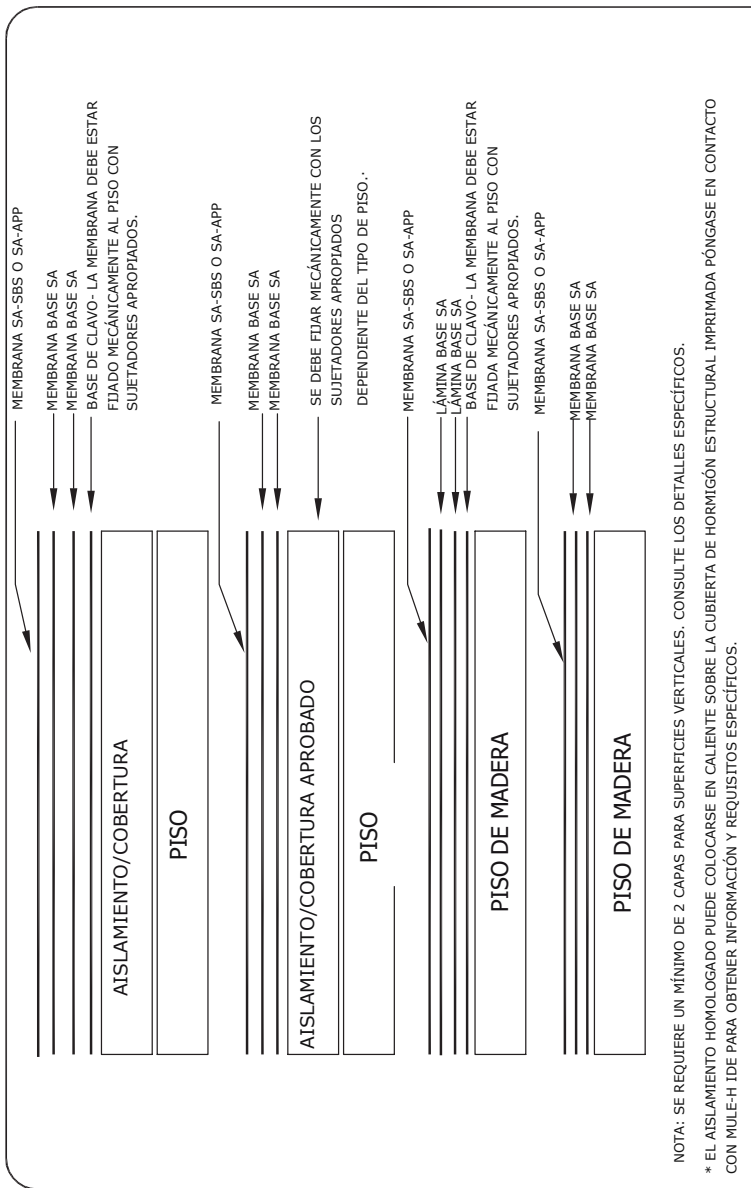 MEMBRANA SA-SBS O SA-APP
MEMBRANA BASE SA
MEMBRANA BASE SA
BASE DE CLAVO- LA MEMBRANA DEBE ESTAR
FIJADO MECÁNICAMENTE AL PISO CON
SUJETADORES APROPIADOS.
AISLAMIENTO/COBERTURA
PISO
MEMBRANA SA-SBS O SA-APP
MEMBRANA BASE SA
MEMBRANA BASE SA
SE DEBE FIJAR MECÁNICAMENTE CON LOS
SUJETADORES APROPIADOS
DEPENDIENTE DEL TIPO DE PISO.·
AISLAMIENTO/COBERTURA APROBADO
PISO
MEMBRANA SA-SBS O SA-APP
LÁMINA BASE SA
LÁMINA BASE SA
BASE DE CLAVO- LA MEMBRANA DEBE ESTAR
FIJADA MECÁNICAMENTE AL PISO CON
SUJETADORES APROPIADOS.
PISO DE MADERA
MEMBRANA SA-SBS O SA-APP
MEMBRANA BASE SA
MEMBRANA BASE SA
PISO DE MADERA
NOTA: SE REQUIERE UN MÍNIMO DE 2 CAPAS PARA SUPERFICIES VERTICALES. CONSULTE LOS DETALLES ESPECÍFICOS.
* EL AISLAMIENTO HOMOLOGADO PUEDE COLOCARSE EN CALIENTE SOBRE LA CUBIERTA DE HORMIGÓN ESTRUCTURAL IMPRIMADA PÓNGASE EN CONTACTO
CON MULE-H IDE PARA OBTENER INFORMACIÓN Y REQUISITOS ESPECÍFICOS.